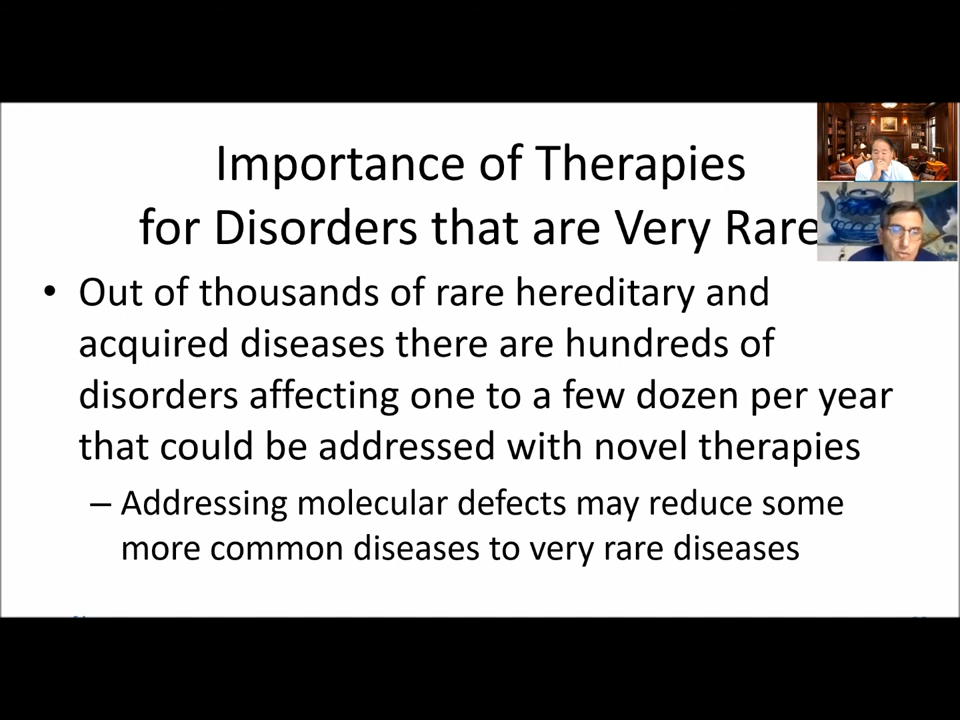 Importance of Therapies
for Disorders that are Very Rare
• Out of thousands of rare hereditary and
acquired diseases there are hundreds of
disorders affecting one to a few dozen per year
that could be addressed with novel therapies
– Addressing molecular defects may reduce some
more common diseases to very rare diseases